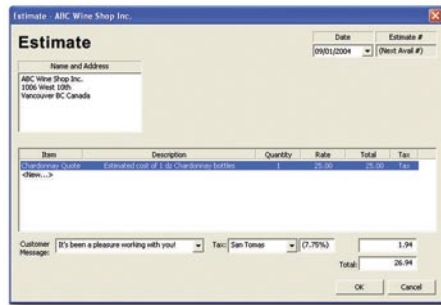 Estimate - ABC Wine Shop Inc.
Estimate
Date
Estimate #
09/01/2004
(Next Avail #)
Name and Address
ABC Wine Shop Inc.
1006 West 10th
Vancouver BC Canada
Item Description Quantity Rate Total Tax
Chardonnay Quote Estimated cost of 1 dz Chardonnay bottles 1 25.00 25.00 Tax
<New...>
Customer Message: It's been a pleasure working with you! Tax: San Tomas (7.75%) 1.94
Total: 26.94
OK Cancel